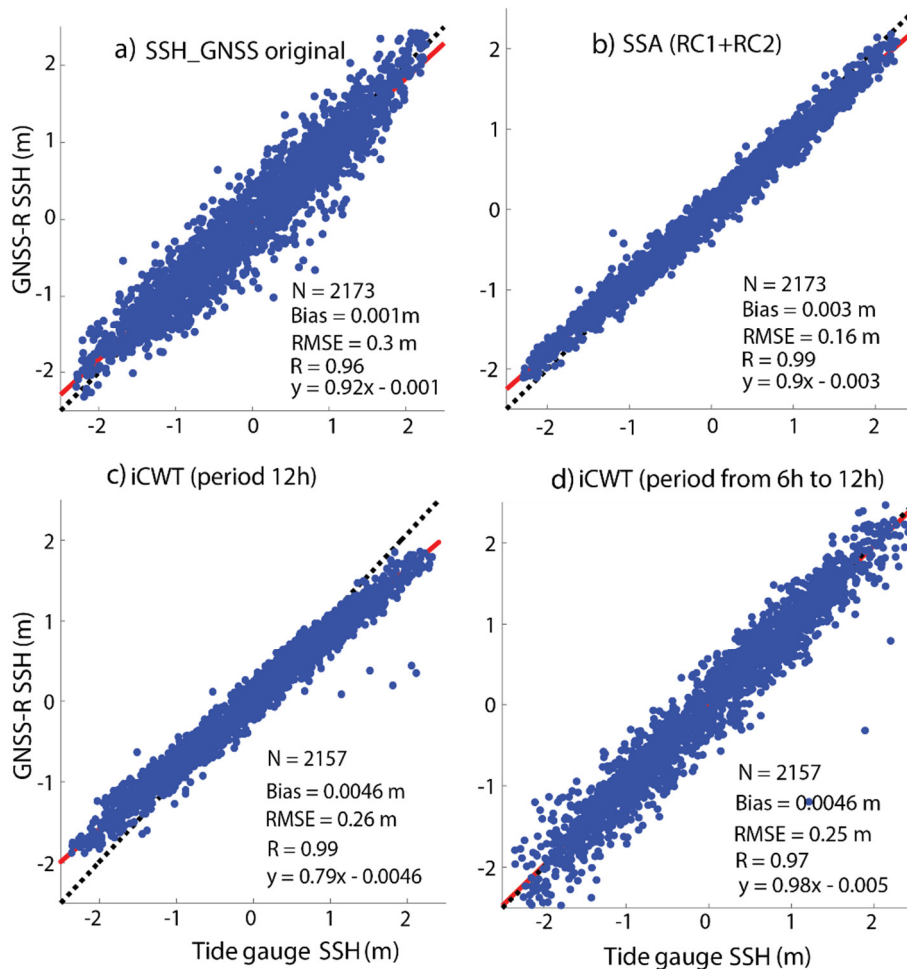 a) SSH_GNSS original
GNSS-R SSH (m)
2
1
0
-1
-2
N = 2173
Bias = 0.001m
RMSE = 0.3 m
R = 0.96
y = 0.92x - 0.001
-2 -1 0 1 2
b) SSA (RC1+RC2)
2
1
0
-1
-2
N = 2173
Bias = 0.003 m
RMSE = 0.16 m
R = 0.99
y = 0.9x - 0.003
-2 -1 0 1 2
c) iCWT (period 12h)
GNSS-R SSH (m)
2
1
0
-1
-2
N = 2157
Bias = 0.0046 m
RMSE = 0.26 m
R = 0.99
y = 0.79x - 0.0046
-2 -1 0 1 2
Tide gauge SSH (m)
d) iCWT (period from 6h to 12h)
2
1
0
-1
-2
N = 2157
Bias = 0.0046 m
RMSE = 0.25 m
R = 0.97
y = 0.98x - 0.005
-2 -1 0 1 2
Tide gauge SSH (m)